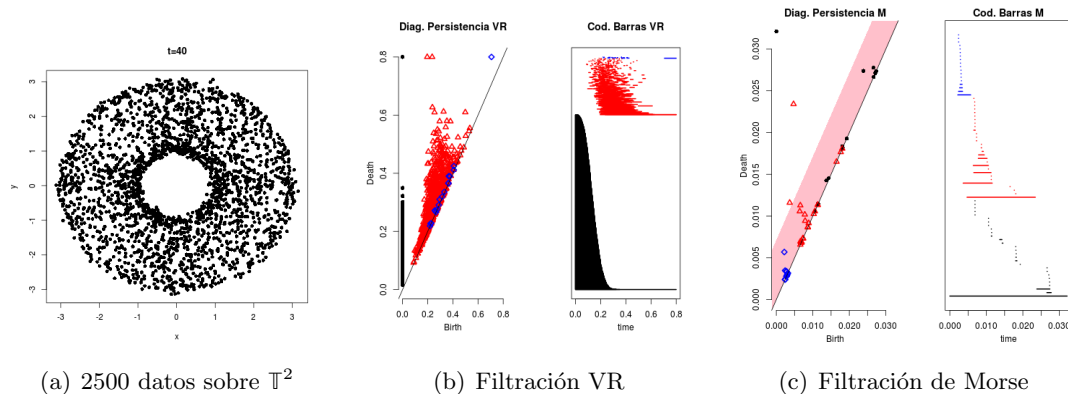 t=40
y
3
2
1
0
-1
-2
-3
-3 -2 -1 0 1 2 3
x
(a) 2500 datos sobre 𝕋²
Diag. Persistencia VR
Death
0.8
0.6
0.4
0.2
0.0
0.0 0.2 0.4 0.6 0.8
Birth
Cod. Barras VR
0.0 0.2 0.4 0.6 0.8
time
(b) Filtración VR
Diag. Persistencia M
Death
0.030
0.025
0.020
0.015
0.010
0.005
0.000
0.000 0.010 0.020 0.030
Birth
Cod. Barras M
0.000 0.010 0.020 0.030
time
(c) Filtración de Morse